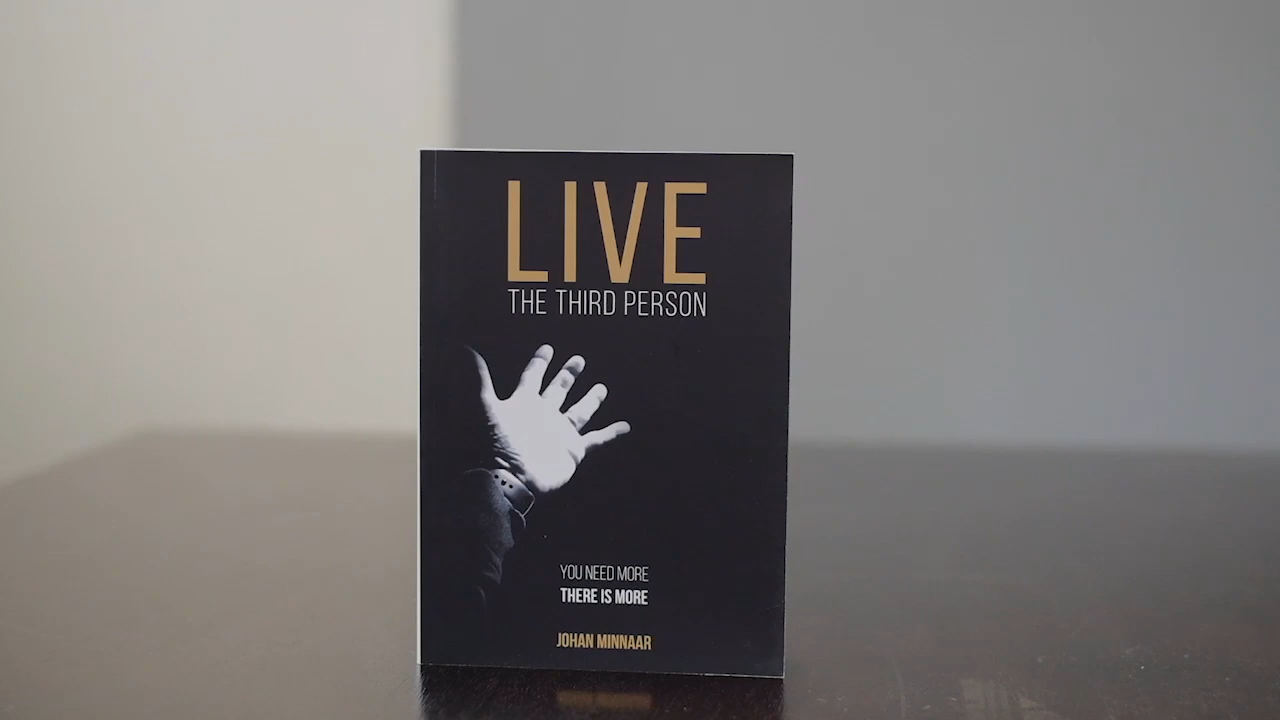 LIVE
THE THIRD PERSON
YOU NEED MORE
THERE IS MORE
JOHAN MINNAAR